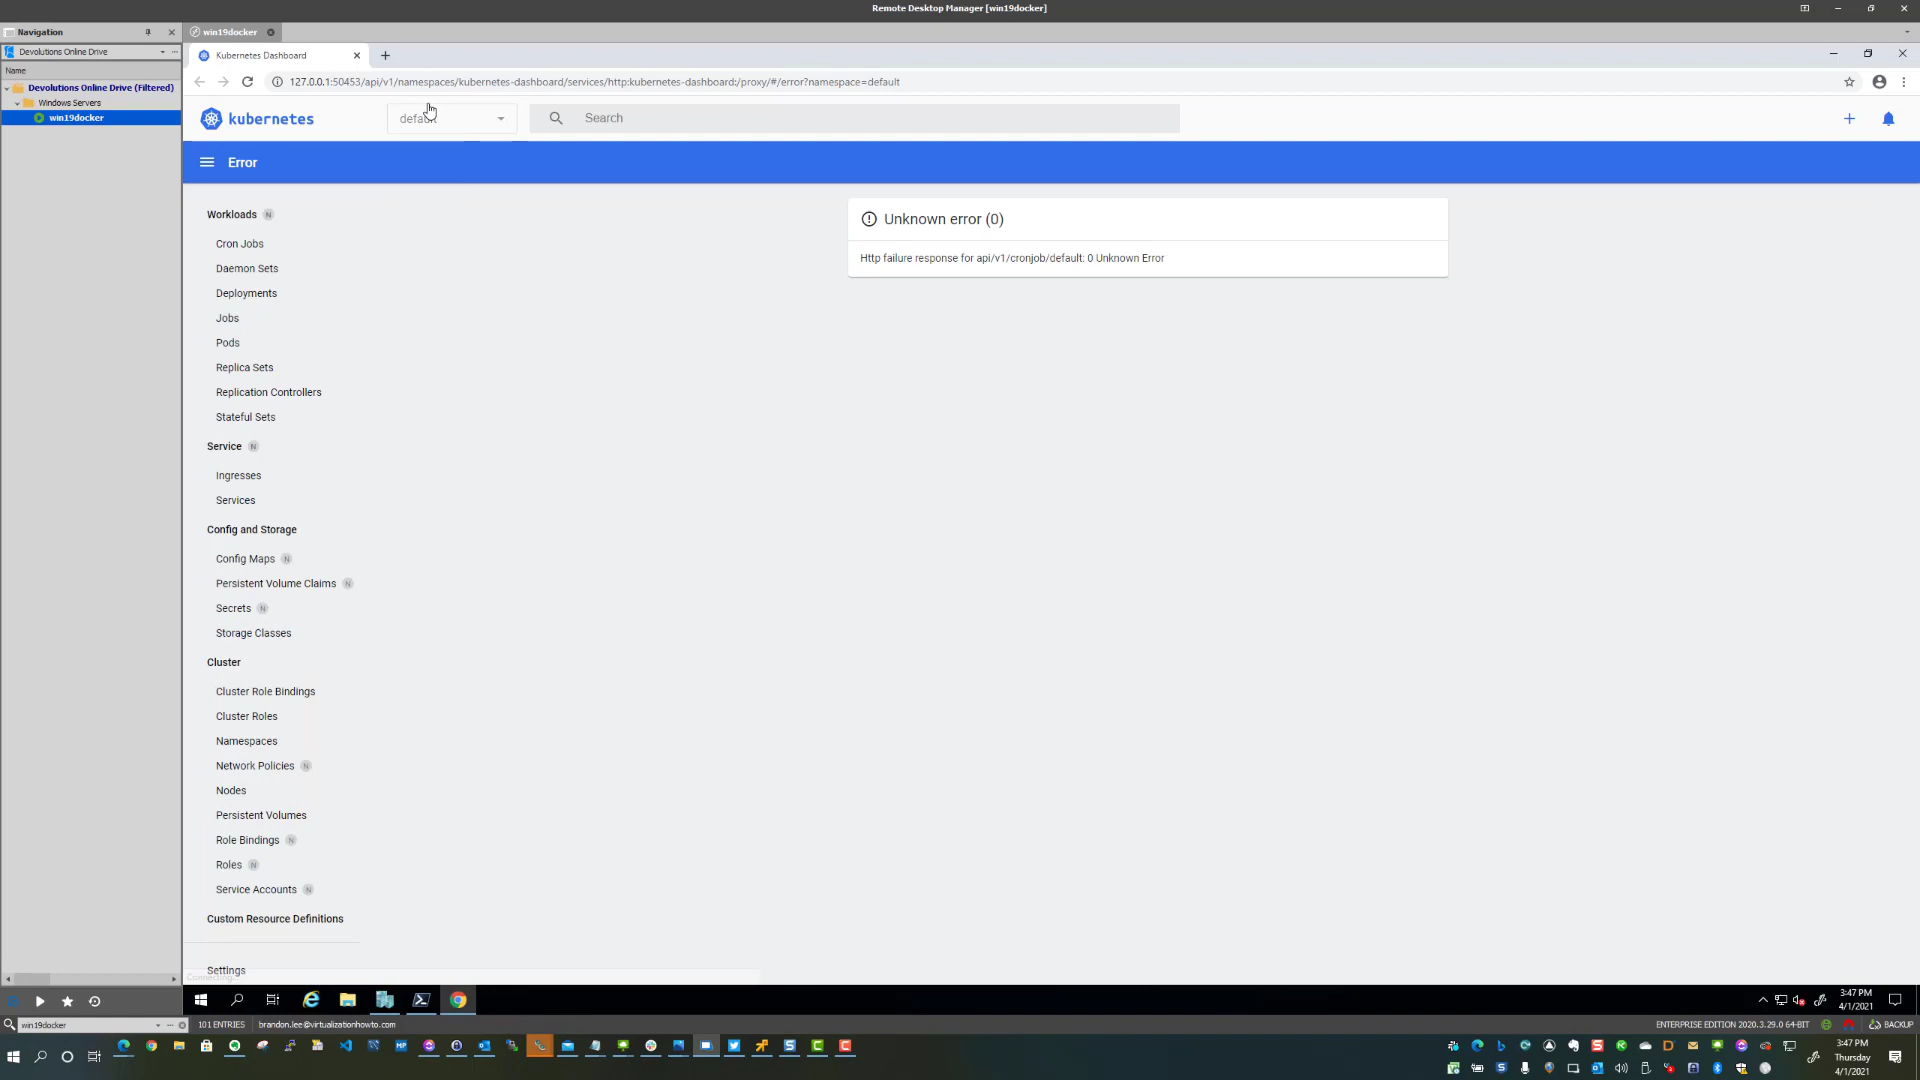 Remote Desktop Manager [win19docker]
Navigation
win19docker
Devolutions Online Drive
Kubernetes Dashboard
Name
127.0.0.1:50453/api/v1/namespaces/kubernetes-dashboard/services/http:kubernetes-dashboard:/proxy/#/error?namespace=default
Devolutions Online Drive (Filtered)
Windows Servers
win19docker
kubernetes
default
Search
Error
Workloads N
Unknown error (0)
Cron Jobs
Http failure response for api/v1/cronjob/default: 0 Unknown Error
Daemon Sets
Deployments
Jobs
Pods
Replica Sets
Replication Controllers
Stateful Sets
Service N
Ingresses
Services
Config and Storage
Config Maps N
Persistent Volume Claims N
Secrets N
Storage Classes
Cluster
Cluster Role Bindings
Cluster Roles
Namespaces
Network Policies N
Nodes
Persistent Volumes
Role Bindings N
Roles N
Service Accounts N
Custom Resource Definitions
Settings
Connecting...
3:47 PM
4/1/2021
win19docker
101 ENTRIES
brandon.lee@virtualizationhowto.com
ENTERPRISE EDITION 2020.3.29.0 64-BIT
BACKUP
3:47 PM
Thursday
4/1/2021